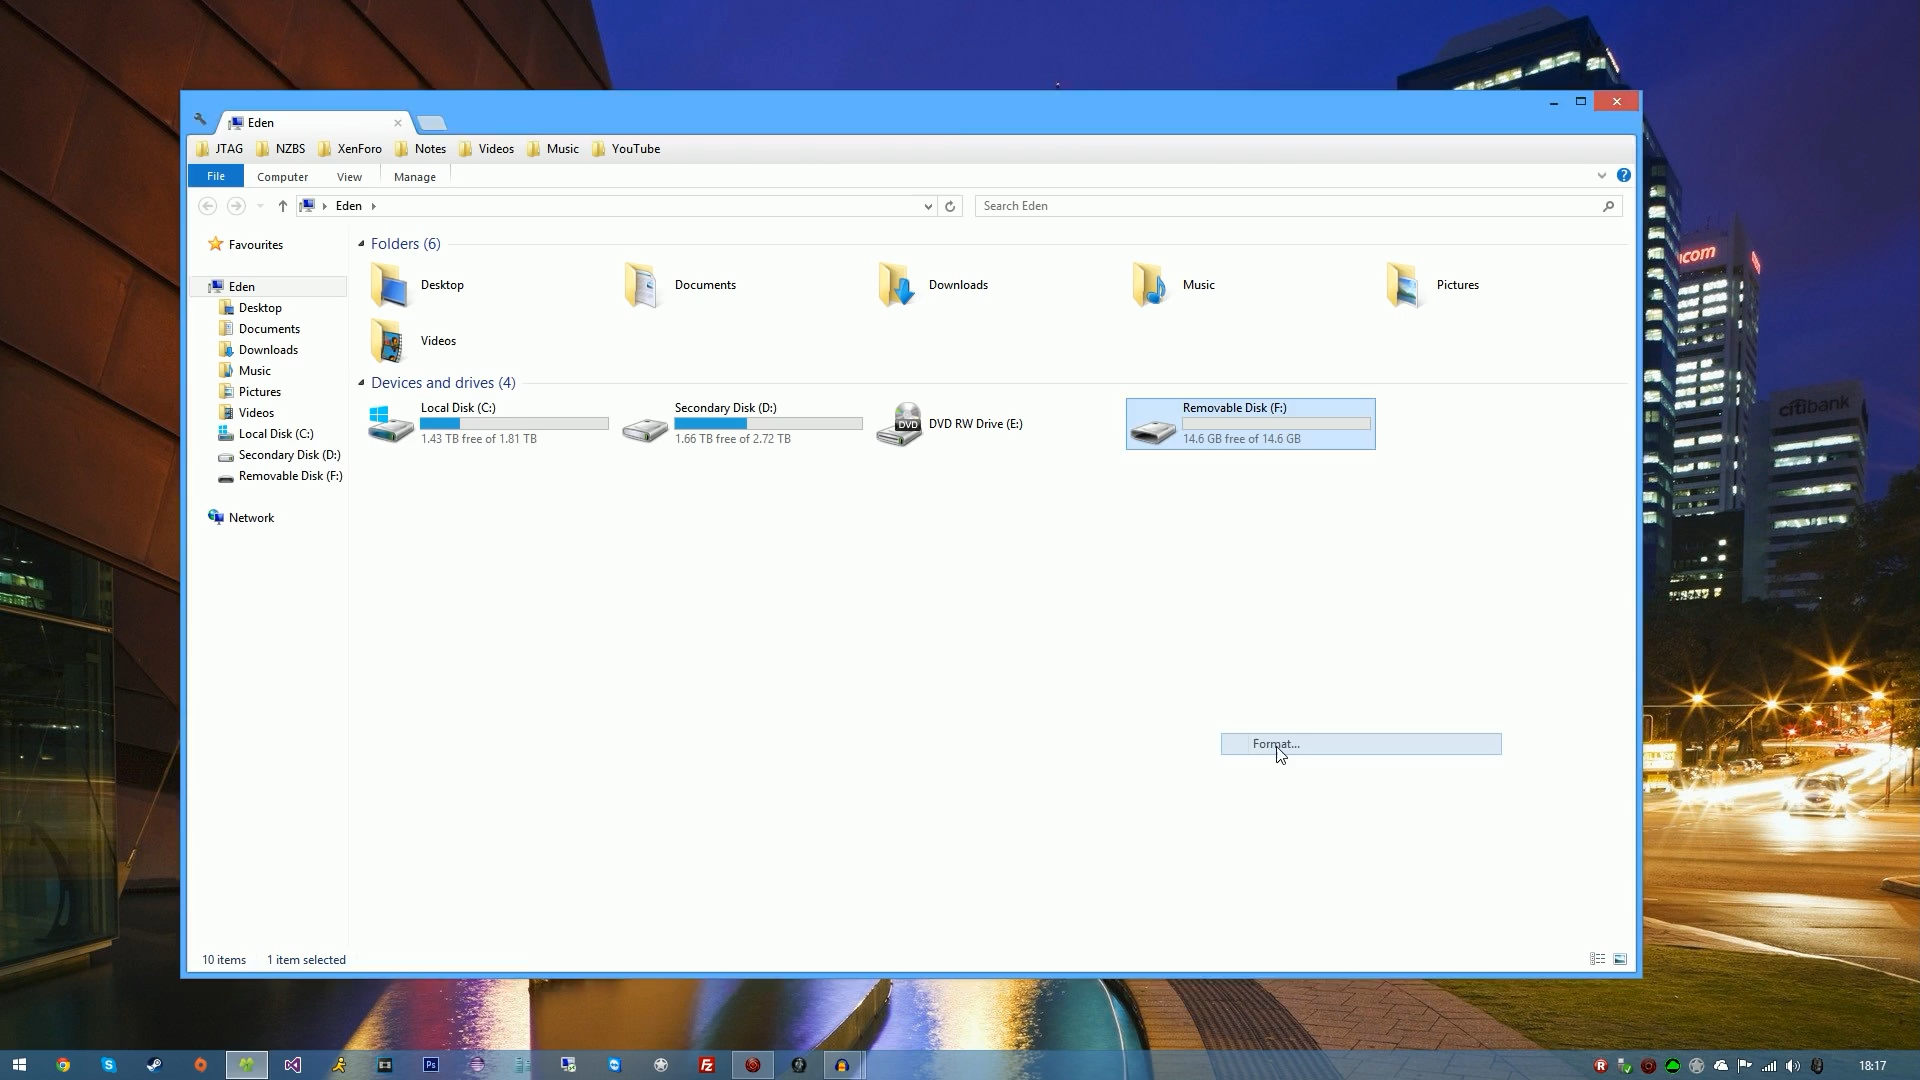 Eden
JTAG NZBS XenForo Notes Videos Music YouTube
File Computer View Manage
Eden
Search Eden
Favourites
Eden
Desktop
Documents
Downloads
Music
Pictures
Videos
Local Disk (C:)
Secondary Disk (D:)
Removable Disk (F:)
Network
Folders (6)
Desktop
Documents
Downloads
Music
Pictures
Videos
Devices and drives (4)
Local Disk (C:)
1.43 TB free of 1.81 TB
Secondary Disk (D:)
1.66 TB free of 2.72 TB
DVD
DVD RW Drive (E:)
Removable Disk (F:)
14.6 GB free of 14.6 GB
Format...
10 items 1 item selected
citibank
Ps
Fz
R
18:17